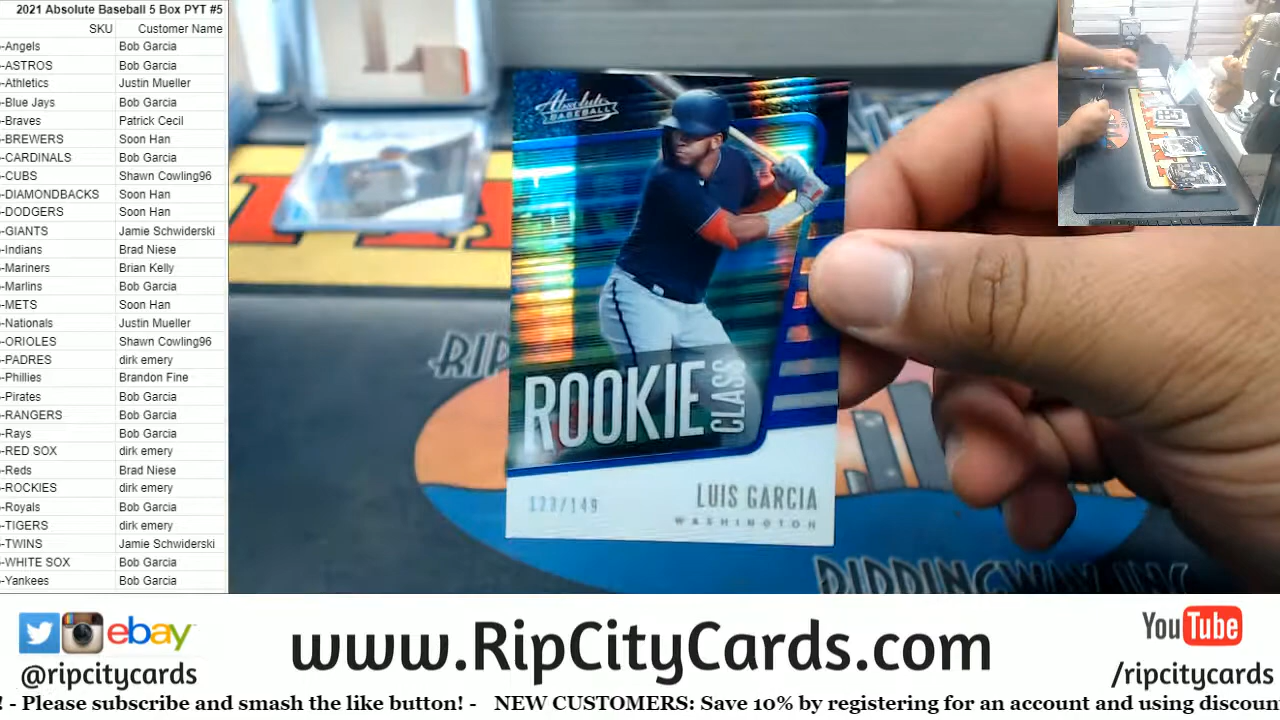 2021 Absolute Baseball 5 Box PYT #5
SKU Customer Name
-Angels Bob Garcia
-ASTROS Bob Garcia
-Athletics Justin Mueller
-Blue Jays Bob Garcia
-Braves Patrick Cecil
-BREWERS Soon Han
-CARDINALS Bob Garcia
-CUBS Shawn Cowling96
-DIAMONDBACKS Soon Han
-DODGERS Soon Han
-GIANTS Jamie Schwiderski
-Indians Brad Niese
-Mariners Brian Kelly
-Marlins Bob Garcia
-METS Soon Han
-Nationals Justin Mueller
-ORIOLES Shawn Cowling96
-PADRES dirk emery
-Phillies Brandon Fine
-Pirates Bob Garcia
-RANGERS Bob Garcia
-Rays Bob Garcia
-RED SOX dirk emery
-Reds Brad Niese
-ROCKIES dirk emery
-Royals Bob Garcia
-TIGERS dirk emery
-TWINS Jamie Schwiderski
-WHITE SOX Bob Garcia
-Yankees Bob Garcia
Absolute
BASEBALL
ROOKIE
CLASS
123/149
LUIS GARCIA
WASHINGTON
RIP
RIPPINGWAX INC
ebay
@ripcitycards
www.RipCityCards.com
YouTube
/ripcitycards
! - Please subscribe and smash the like button! - NEW CUSTOMERS: Save 10% by registering for an account and using discoun